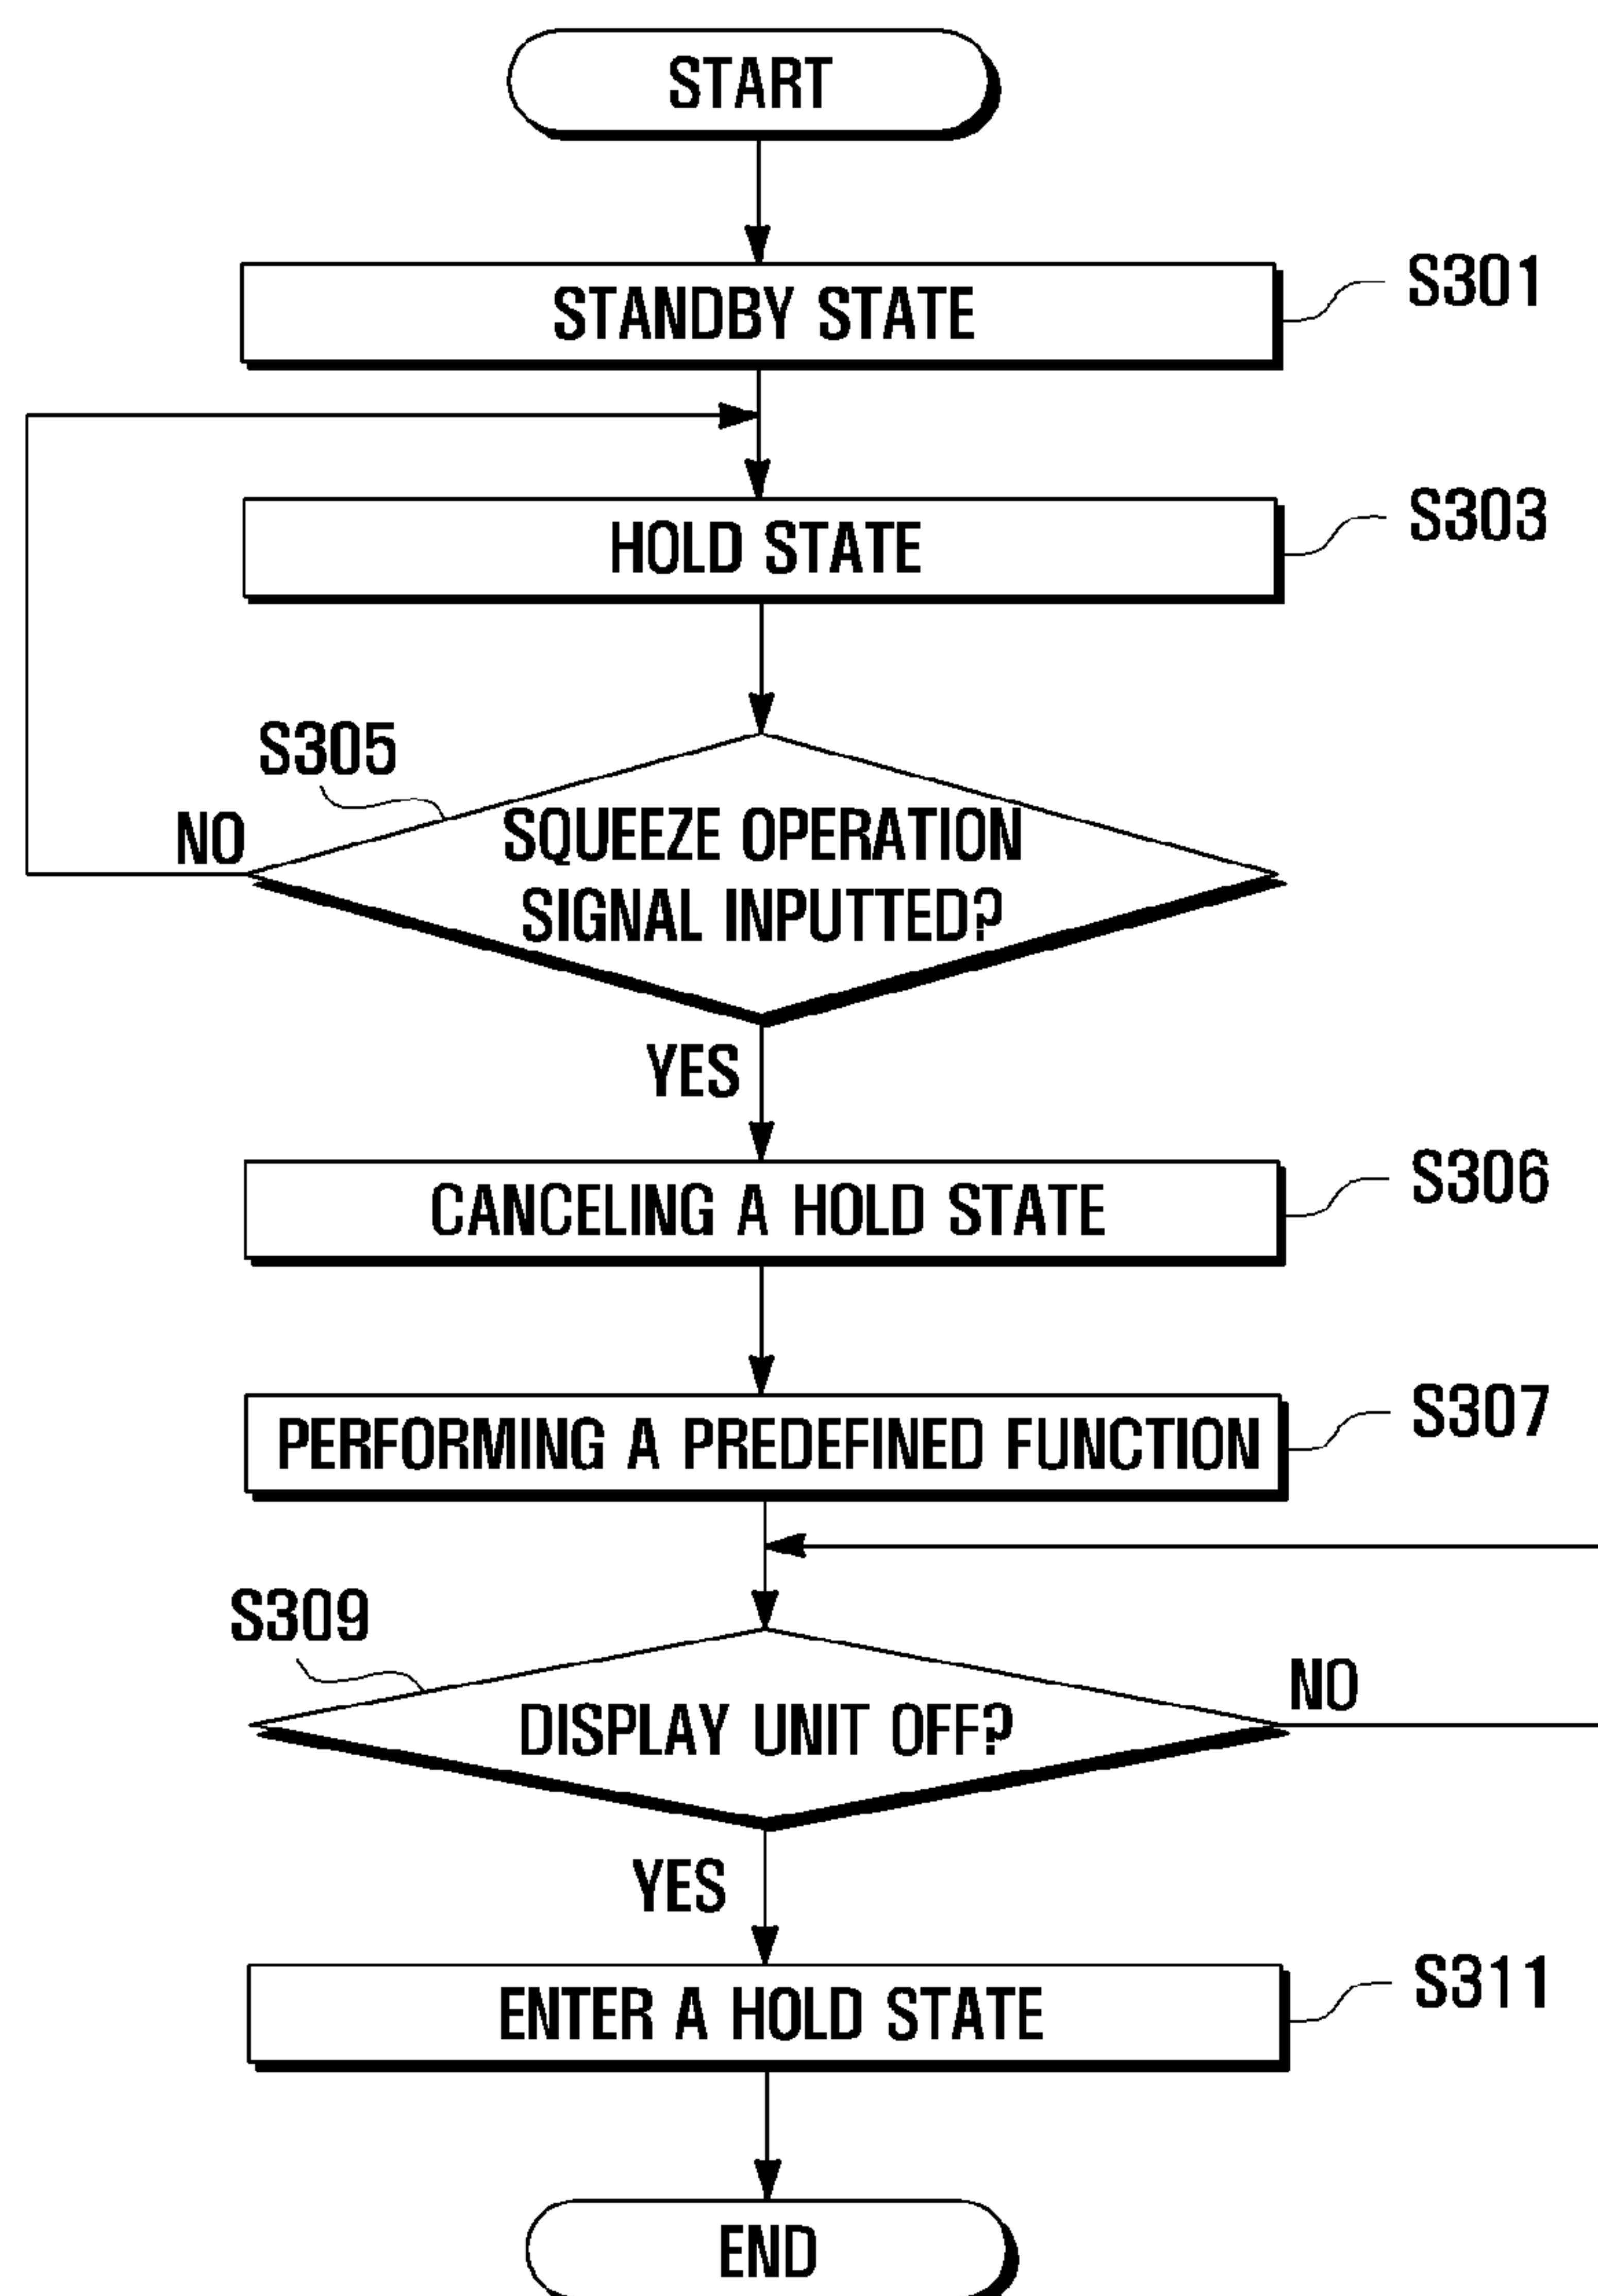 START
STANDBY STATE
S301
HOLD STATE
S303
S305
NO
SQUEEZE OPERATION
SIGNAL INPUTTED?
YES
CANCELING A HOLD STATE
S306
PERFORMING A PREDEFINED FUNCTION
S307
S309
NO
DISPLAY UNIT OFF?
YES
ENTER A HOLD STATE
S311
END